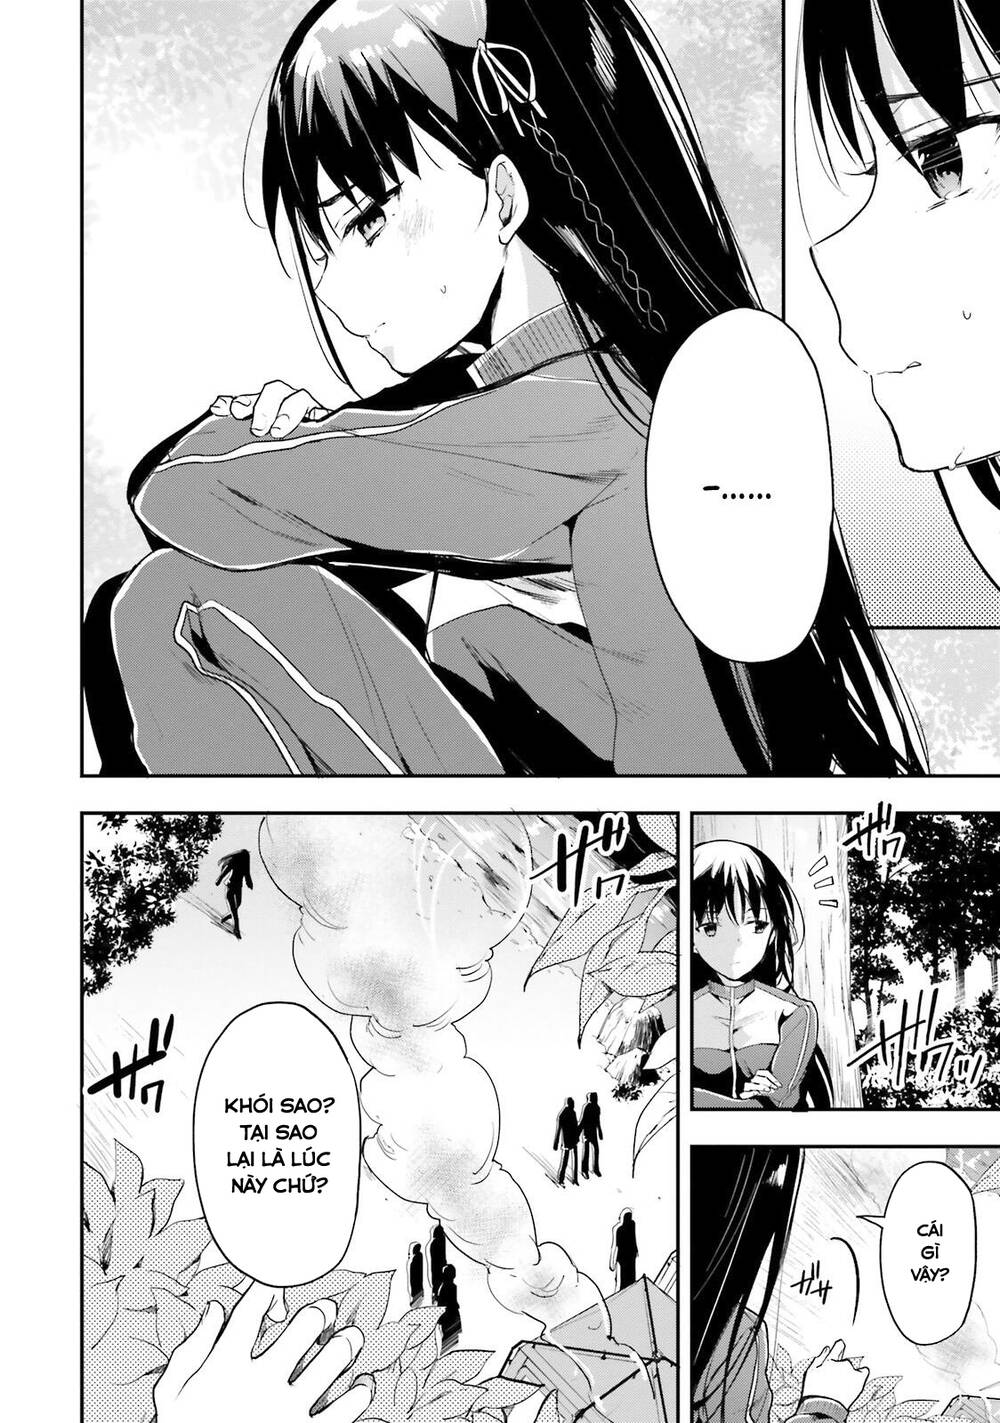 -......
CÁI
GÌ
VẬY?
KHÓI SAO?
TẠI SAO
LẠI LÀ LÚC
NÀY CHỨ?